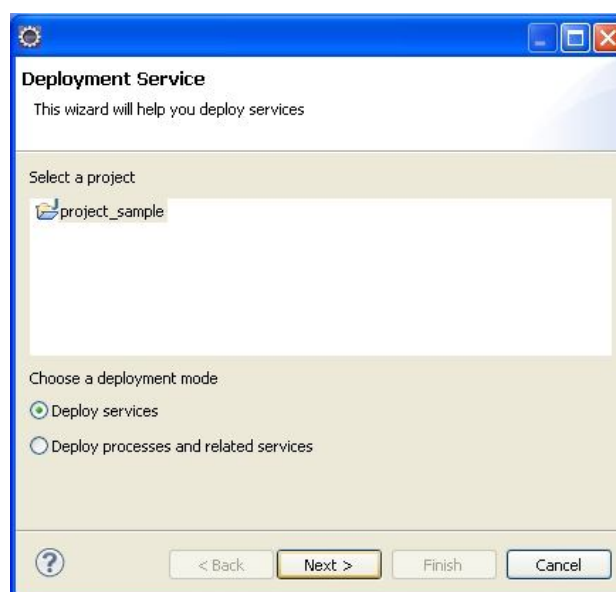 Deployment Service
This wizard will help you deploy services
Select a project
project_sample
Choose a deployment mode
Deploy services
Deploy processes and related services
? < Back Next > Finish Cancel